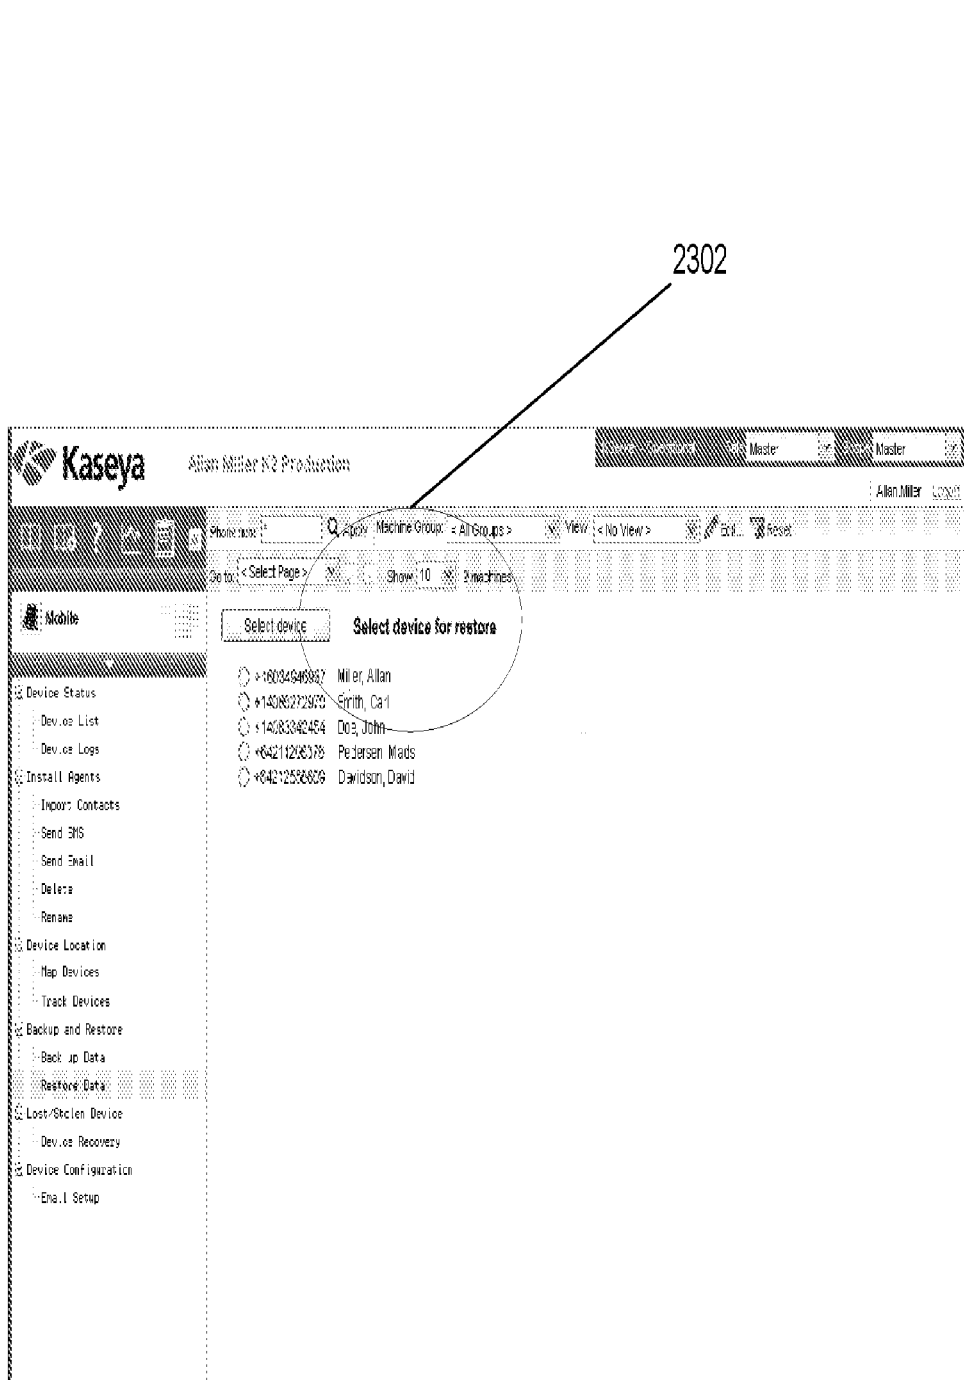 2302
Kaseya
Allan Miller K2 Production
Master
Master
Allan.Miller Logoff
Apply Machine Group: < All Groups > View: < No View > Edit... Reset
Go to: < Select Page > Show 10 machines
Mobile
Select device
Select device for restore
Miller, Allan
Smith, Carl
Doe, John
Pedersen, Mads
Davidson, David
Device Status
Device List
Device Logs
Install Agents
Import Contacts
Send SMS
Send Email
Delete
Rename
Device Location
Map Devices
Track Devices
Backup and Restore
Back up Data
Restore Data
Lost/Stolen Device
Device Recovery
Device Configuration
Email Setup